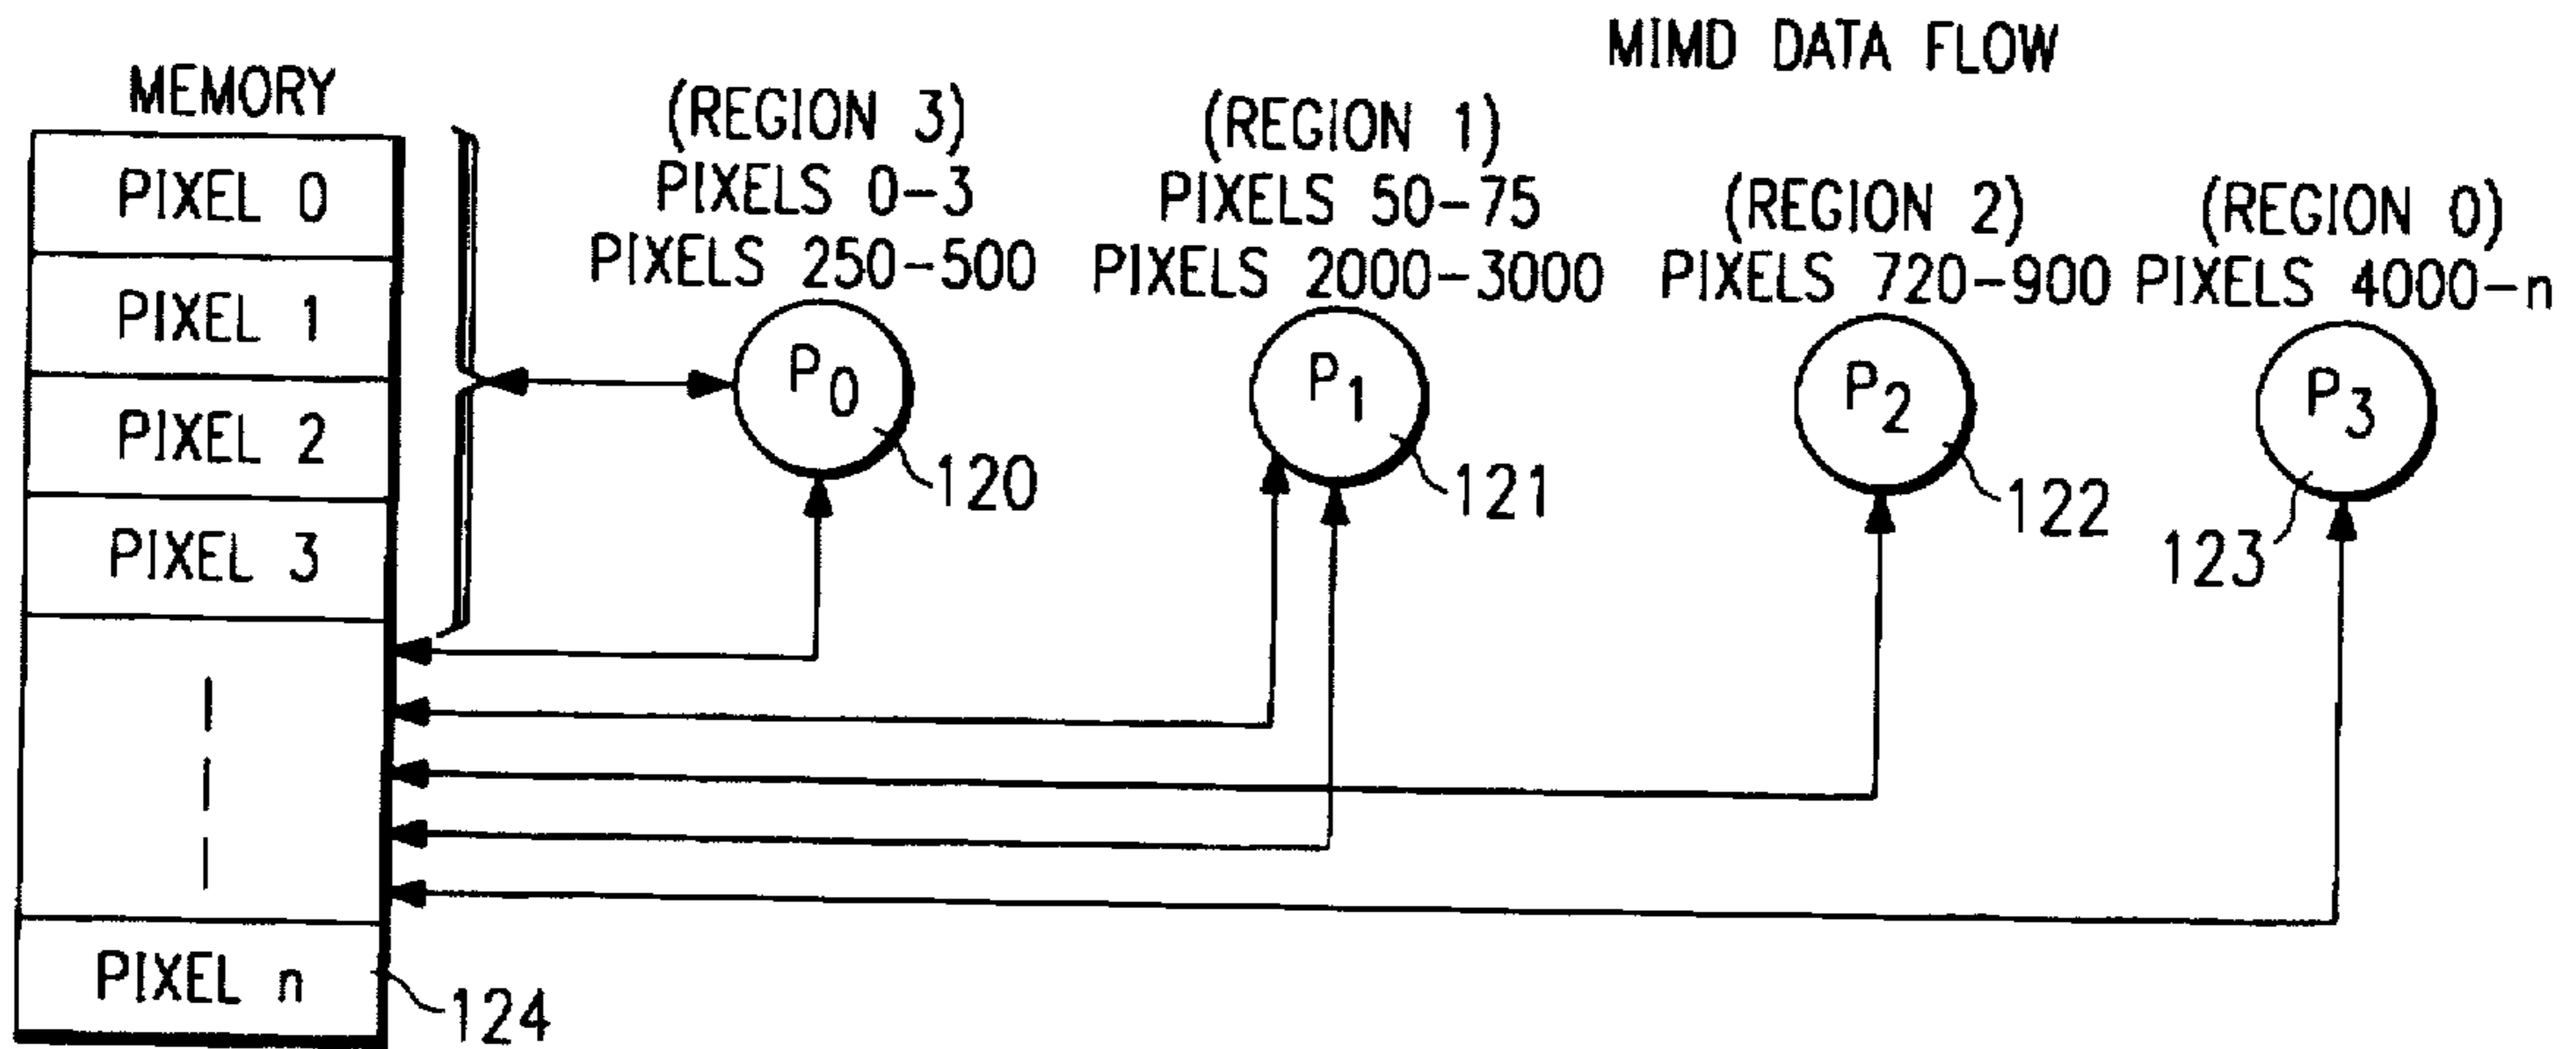 MIMD DATA FLOW
MEMORY
PIXEL 0
PIXEL 1
PIXEL 2
PIXEL 3
PIXEL n
124
(REGION 3)
PIXELS 0-3
PIXELS 250-500
P0
120
(REGION 1)
PIXELS 50-75
PIXELS 2000-3000
P1
121
(REGION 2)
PIXELS 720-900
P2
122
(REGION 0)
PIXELS 4000-n
P3
123